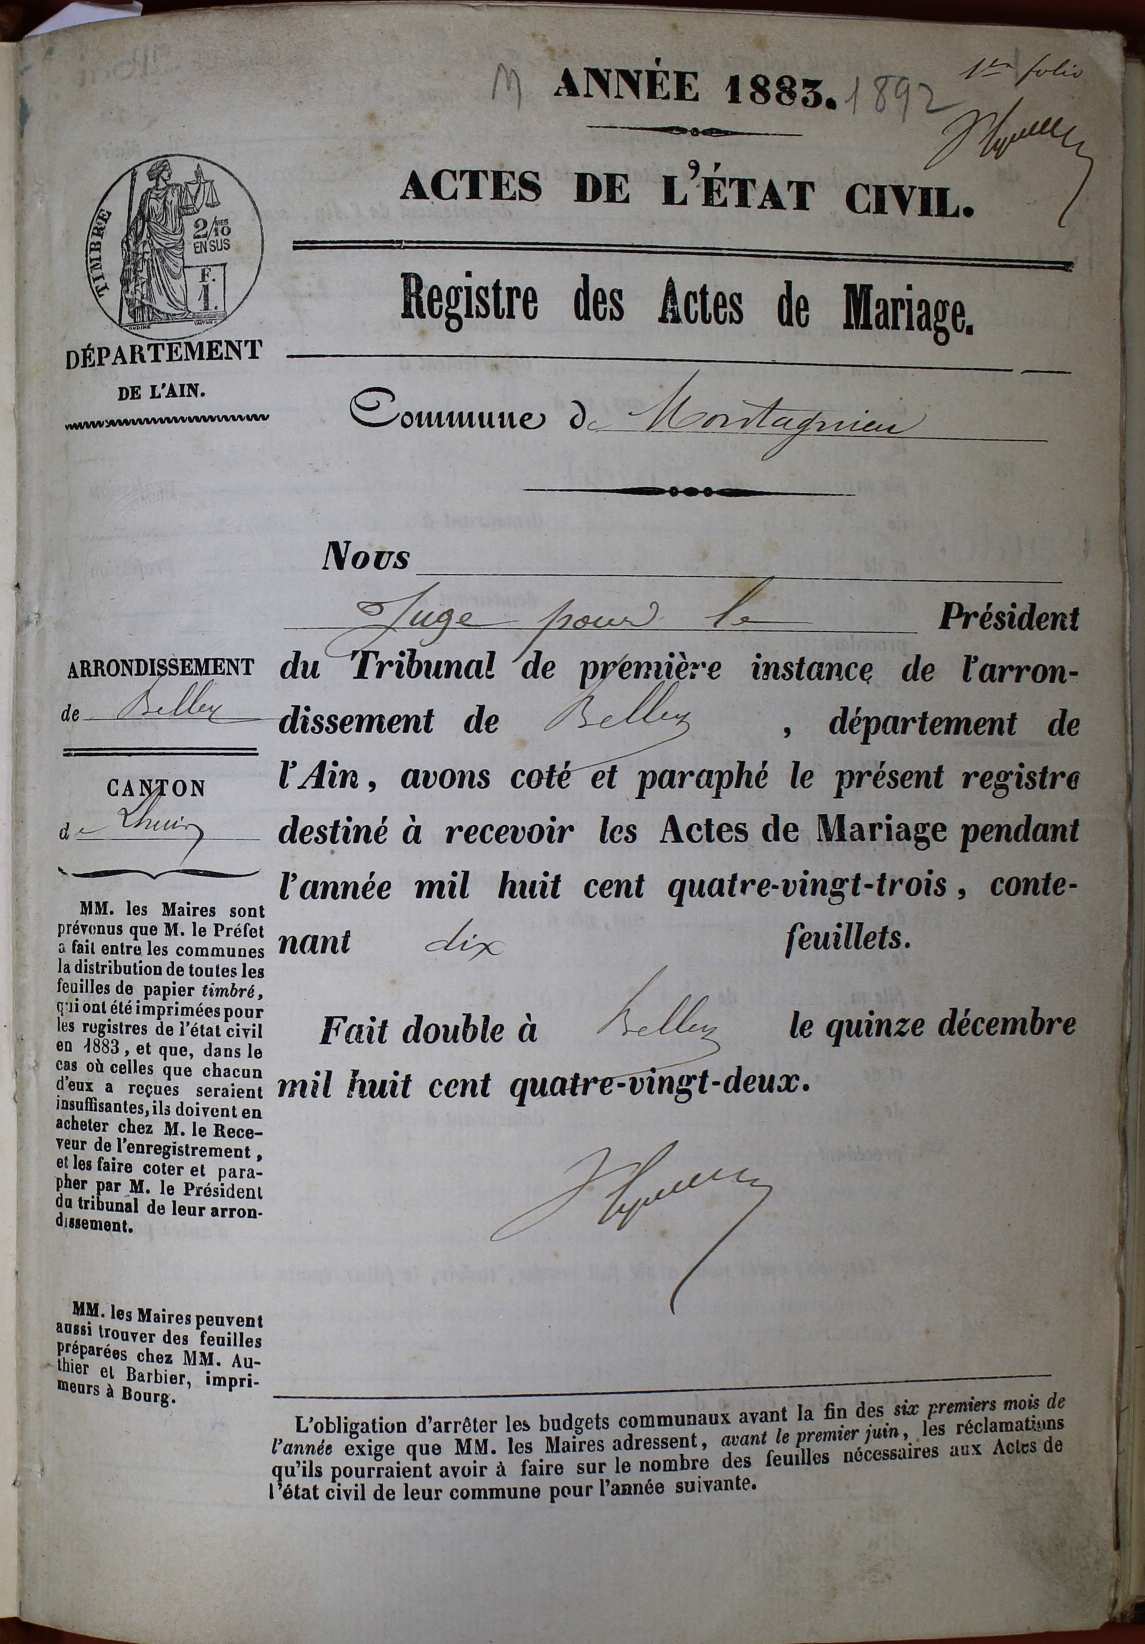 M ANNÉE 1883. 1892
1er folio
ACTES DE L'ÉTAT CIVIL.
TIMBRE
2/10 MES
EN SUS
F.
1.
Registre des Actes de Mariage.
DÉPARTEMENT
DE L'AIN.
Commune de Montagnieu
Nous
Juge pour le Président
du Tribunal de première instance de l'arron-
dissement de Belley, département de
l'Ain, avons coté et paraphé le présent registre
destiné à recevoir les Actes de Mariage pendant
l'année mil huit cent quatre-vingt-trois, conte-
nant dix feuillets.
Fait double à Belley le quinze décembre
mil huit cent quatre-vingt-deux.
ARRONDISSEMENT
de Belley
CANTON
de Lhuis
MM. les Maires sont
prévenus que M. le Préfet
a fait entre les communes
la distribution de toutes les
feuilles de papier timbré,
qui ont été imprimées pour
les registres de l'état civil
en 1883, et que, dans le
cas où celles que chacun
d'eux a reçues seraient
insuffisantes, ils doivent en
acheter chez M. le Rece-
veur de l'enregistrement,
et les faire coter et para-
pher par M. le Président
du tribunal de leur arron-
dissement.
MM. les Maires peuvent
aussi trouver des feuilles
préparées chez MM. Au-
thier et Barbier, impri-
meurs à Bourg.
L'obligation d'arrêter les budgets communaux avant la fin des six premiers mois de
l'année exige que MM. les Maires adressent, avant le premier juin, les réclamations
qu'ils pourraient avoir à faire sur le nombre des feuilles nécessaires aux Actes de
l'état civil de leur commune pour l'année suivante.